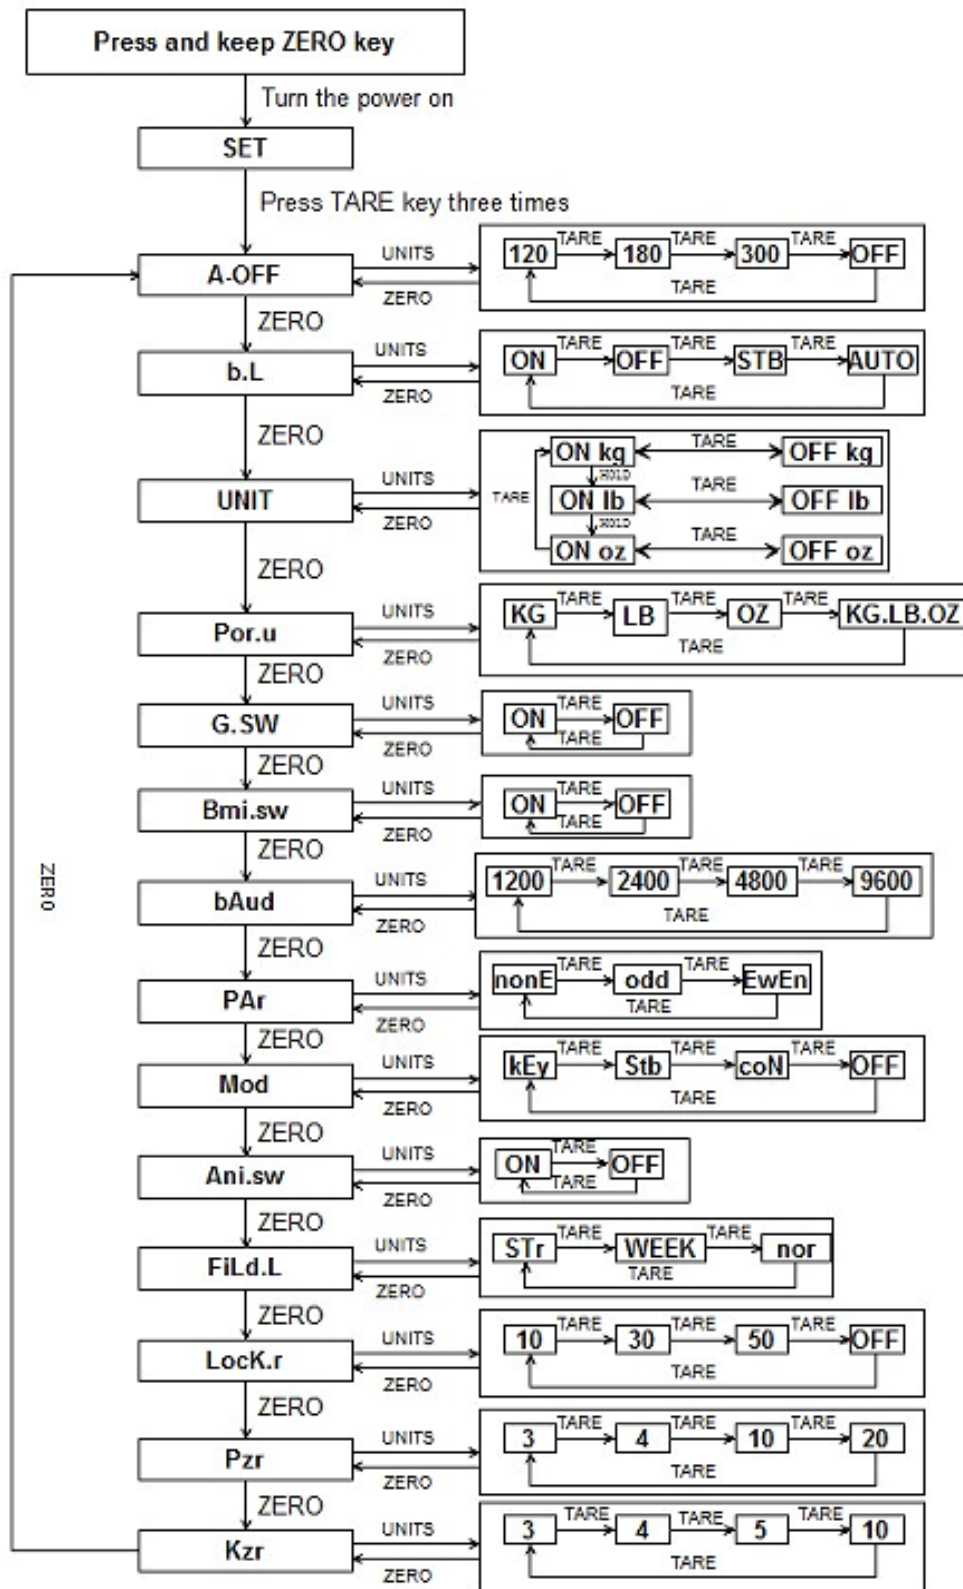 Press and keep ZERO key
Turn the power on
SET
Press TARE key three times
A-OFF UNITS ZERO 120 TARE 180 TARE 300 TARE OFF
TARE
ZERO
b.L UNITS ZERO ON TARE OFF TARE STB TARE AUTO
TARE
ZERO
ON kg TARE OFF kg
HOLD
UNIT UNITS ZERO TARE ON lb TARE OFF lb
HOLD
ON oz TARE OFF oz
ZERO
Por.u UNITS ZERO KG TARE LB TARE OZ TARE KG.LB.OZ
TARE
ZERO
G.SW UNITS ZERO ON TARE OFF
TARE
ZERO
Bmi.sw UNITS ZERO ON TARE OFF
TARE
ZERO
ZERO
bAud UNITS ZERO 1200 TARE 2400 TARE 4800 TARE 9600
TARE
ZERO
PAr UNITS ZERO nonE TARE odd TARE EwEn
TARE
ZERO
Mod UNITS ZERO kEy TARE Stb TARE coN TARE OFF
TARE
ZERO
Ani.sw UNITS ZERO ON TARE OFF
TARE
ZERO
FiLd.L UNITS ZERO STr TARE WEEK TARE nor
TARE
ZERO
LocK.r UNITS ZERO 10 TARE 30 TARE 50 TARE OFF
TARE
ZERO
Pzr UNITS ZERO 3 TARE 4 TARE 10 TARE 20
TARE
ZERO
Kzr UNITS ZERO 3 TARE 4 TARE 5 TARE 10
TARE